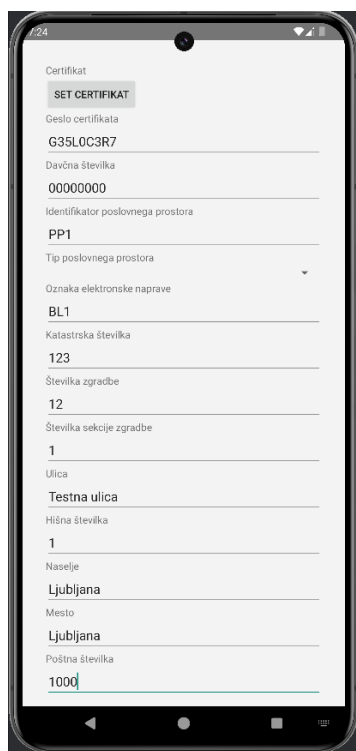 7:24
Certifikat
SET CERTIFIKAT
Geslo certifikata
G35L0C3R7
Davčna številka
00000000
Identifikator poslovnega prostora
PP1
Tip poslovnega prostora
Oznaka elektronske naprave
BL1
Katastrska številka
123
Številka zgradbe
12
Številka sekcije zgradbe
1
Ulica
Testna ulica
Hišna številka
1
Naselje
Ljubljana
Mesto
Ljubljana
Poštna številka
1000